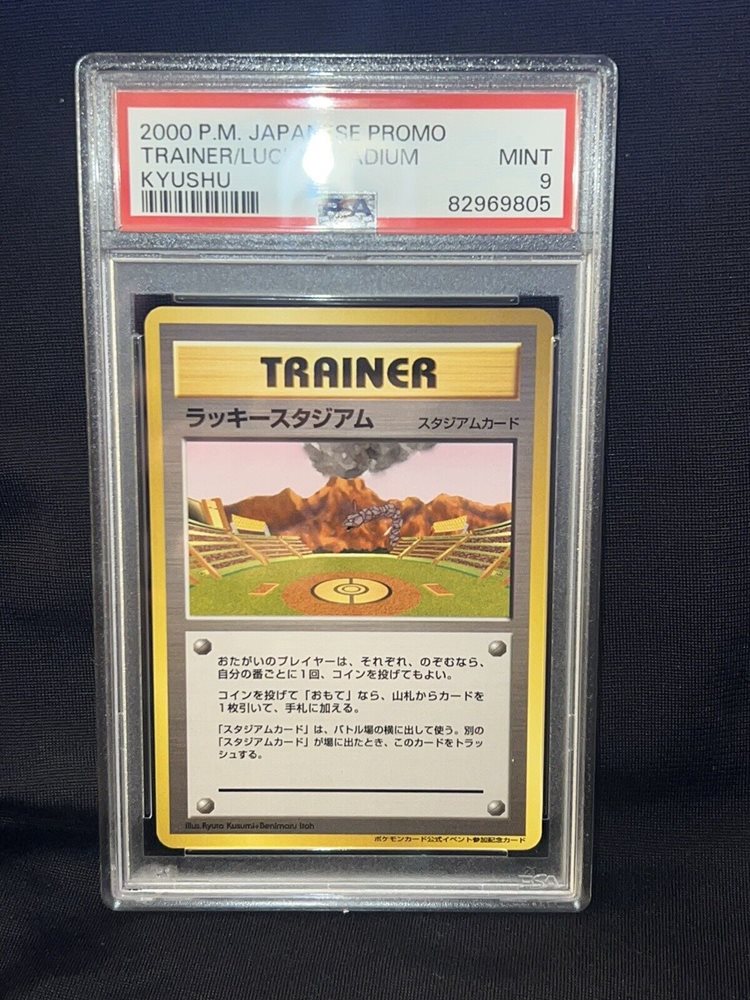 2000 P.M. JAPANESE PROMO
TRAINER/LUCKY STADIUM MINT
KYUSHU 9
82969805
PSA
TRAINER
ラッキースタジアム スタジアムカード
おたがいのプレイヤーは、それぞれ、のぞむなら、
自分の番ごとに1回、コインを投げてもよい。
コインを投げて「おもて」なら、山札からカードを
1枚引いて、手札に加える。
「スタジアムカード」は、バトル場の横に出して使う。別の
「スタジアムカード」が場に出たとき、このカードをトラッ
シュする。
illus.Ryuta Kusumi+Benimaru Itoh
ポケモンカード公式イベント参加記念カード
PSA